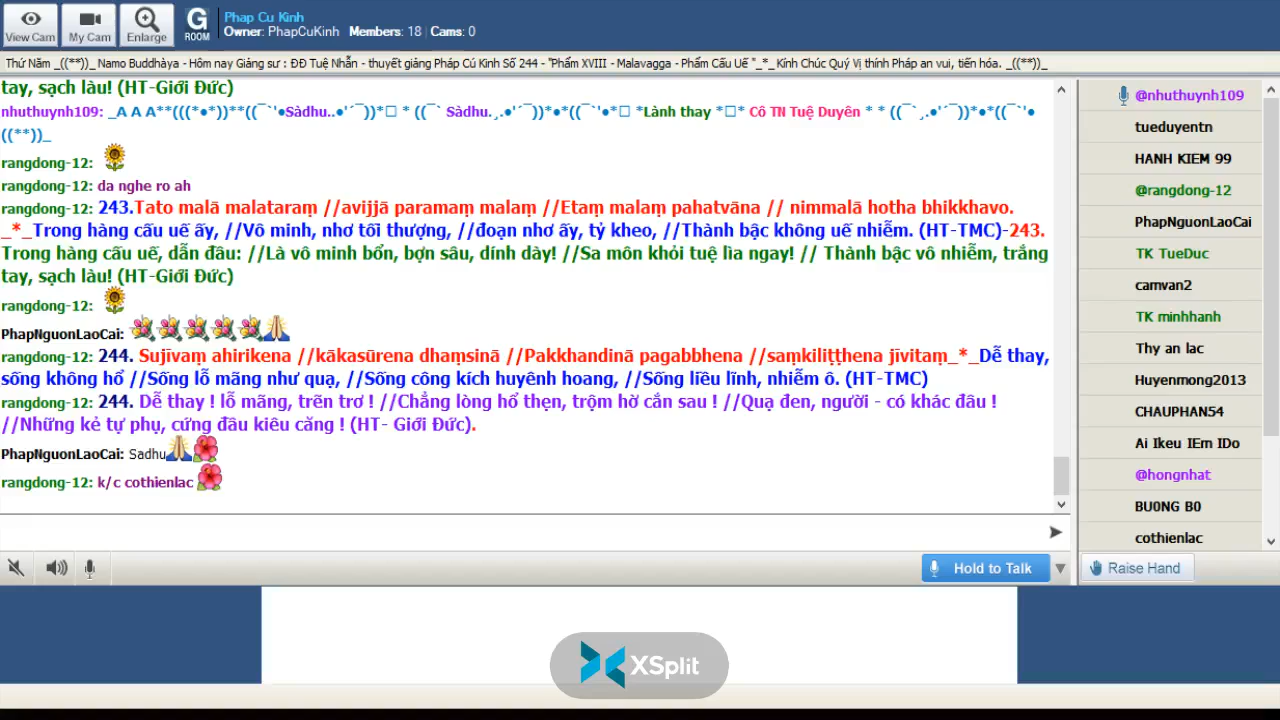 View Cam
My Cam
Enlarge
G
ROOM
Phap Cu Kinh
Owner: PhapCuKinh Members: 18 Cams: 0
Thứ Năm _((**))_ Namo Buddhàya - Hôm nay Giảng sư : ĐĐ Tuệ Nhẫn - thuyết giảng Pháp Cú Kinh Số 244 - "Phẩm XVIII - Malavagga - Phẩm Cấu Uế "_*_ Kính Chúc Quý Vị thính Pháp an vui, tiến hóa. _((**))_
tay, sạch làu! (HT-Giới Đức)
nhuthuynh109: _A A A**(((*•*))**((¯`'•Sàdhu..•'´¯))*□ * ((¯` Sàdhu.¸.•'´¯))*•*((¯`'•*□ *Lành thay *□* Cô TN Tuệ Duyên * * ((¯`¸.•'´¯))*•*((¯`'•
((**))_
rangdong-12:
rangdong-12: da nghe ro ah
rangdong-12: 243.Tato malā malataraṃ //avijjā paramaṃ malaṃ //Etaṃ malaṃ pahatvāna // nimmalā hotha bhikkhavo.
_*_Trong hàng cấu uế ấy, //Vô minh, nhơ tối thượng, //đoạn nhơ ấy, tỷ kheo, //Thành bậc không uế nhiễm. (HT-TMC)-243.
Trong hàng cấu uế, dẫn đầu: //Là vô minh bổn, bợn sâu, dính dày! //Sa môn khói tuệ lìa ngay! // Thành bậc vô nhiễm, trắng
tay, sạch làu! (HT-Giới Đức)
rangdong-12:
PhapNguonLaoCai:
rangdong-12: 244. Sujīvaṃ ahirikena //kākasūrena dhaṃsinā //Pakkhandinā pagabbhena //saṃkiliṭṭhena jīvitaṃ_*_Dễ thay,
sống không hổ //Sống lỗ mãng như quạ, //Sống công kích huyênh hoang, //Sống liều lĩnh, nhiễm ô. (HT-TMC)
rangdong-12: 244. Dễ thay ! lỗ mãng, trẽn trơ ! //Chẳng lòng hổ thẹn, trộm hờ cắn sau ! //Quạ đen, người - có khác đâu !
//Những kẻ tự phụ, cứng đầu kiêu căng ! (HT- Giới Đức).
PhapNguonLaoCai: Sadhu
rangdong-12: k/c cothienlac
@nhuthuynh109
tueduyentn
HANH KIEM 99
@rangdong-12
PhapNguonLaoCai
TK TueDuc
camvan2
TK minhhanh
Thy an lac
Huyenmong2013
CHAUPHAN54
Ai Ikeu IEm IDo
@hongnhat
BU0NG B0
cothienlac
Hold to Talk
Raise Hand
XSplit